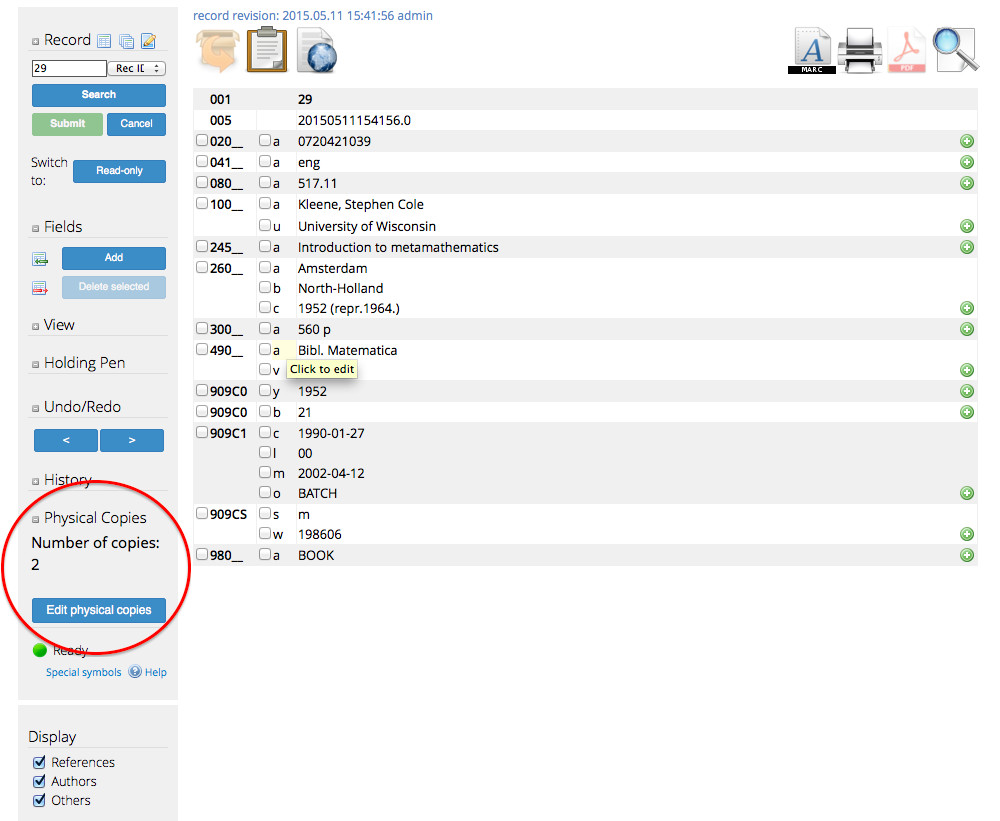 record revision: 2015.05.11 15:41:56 admin
Record
29 Rec ID
Search
Submit Cancel
Switch to: Read-only
Fields
Add
Delete selected
View
Holding Pen
Undo/Redo
< >
History
Physical Copies
Number of copies:
2
Edit physical copies
Ready
Special symbols Help
Display
References
Authors
Others
A
MARC
PDF
001 29
005 20150511154156.0
020__ a 0720421039
041__ a eng
080__ a 517.11
100__ a Kleene, Stephen Cole
u University of Wisconsin
245__ a Introduction to metamathematics
260__ a Amsterdam
b North-Holland
c 1952 (repr.1964.)
300__ a 560 p
490__ a Bibl. Matematica
v Click to edit
909C0 y 1952
909C0 b 21
909C1 c 1990-01-27
l 00
m 2002-04-12
o BATCH
909CS s m
w 198606
980__ a BOOK